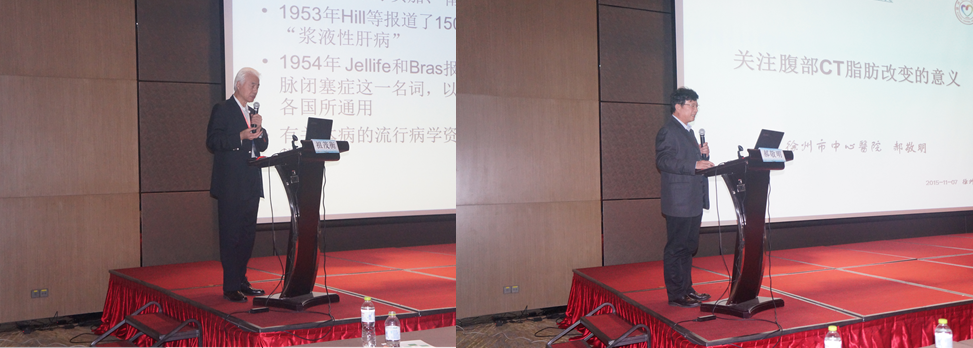 1953年Hill等报道了150
“浆液性肝病”
1954年 Jellife和Bras报
脉闭塞症这一名词，以
各国所通用
病的流行病学资
关注腹部CT脂肪改变的意义
徐州市中心醫院 郝敬明
郝敬明